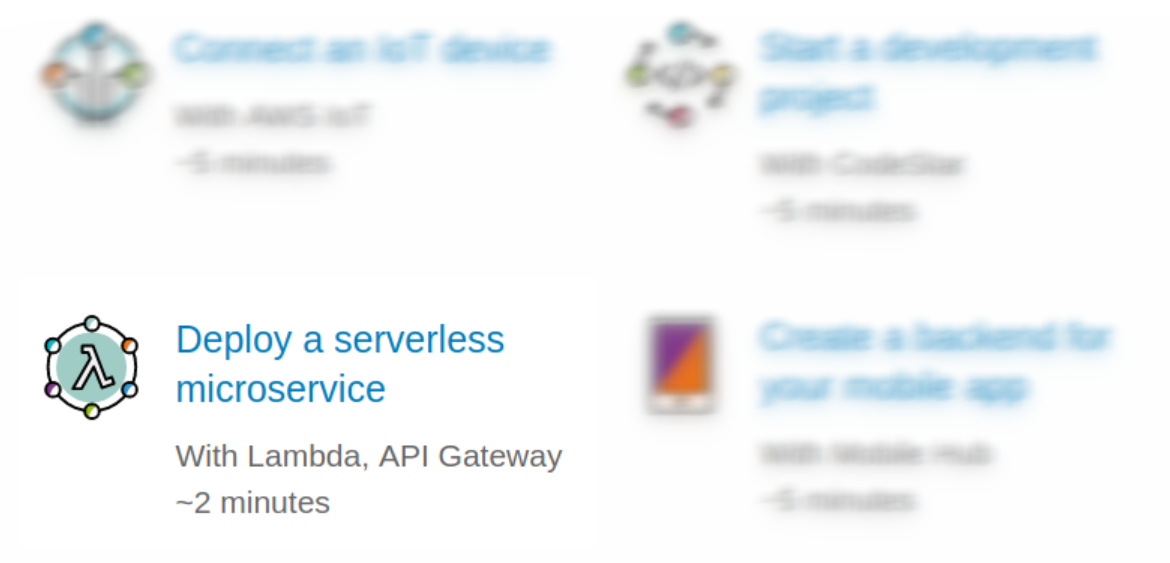 Connect an IoT device
With AWS IoT
~5 minutes
Start a development
project
With CodeStar
~5 minutes
Deploy a serverless
microservice
With Lambda, API Gateway
~2 minutes
Create a backend for
your mobile app
With Mobile Hub
~5 minutes